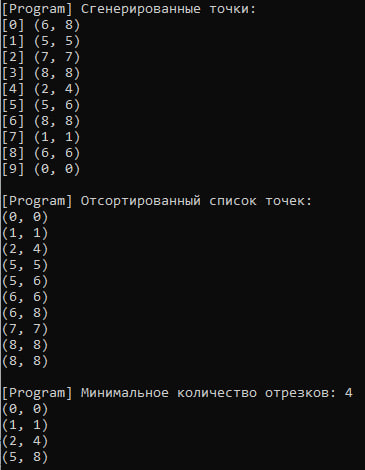 [Program] Сгенерированные точки:
[0] (6, 8)
[1] (5, 5)
[2] (7, 7)
[3] (8, 8)
[4] (2, 4)
[5] (5, 6)
[6] (8, 8)
[7] (1, 1)
[8] (6, 6)
[9] (0, 0)
[Program] Отсортированный список точек:
(0, 0)
(1, 1)
(2, 4)
(5, 5)
(5, 6)
(6, 6)
(6, 8)
(7, 7)
(8, 8)
(8, 8)
[Program] Минимальное количество отрезков: 4
(0, 0)
(1, 1)
(2, 4)
(5, 8)